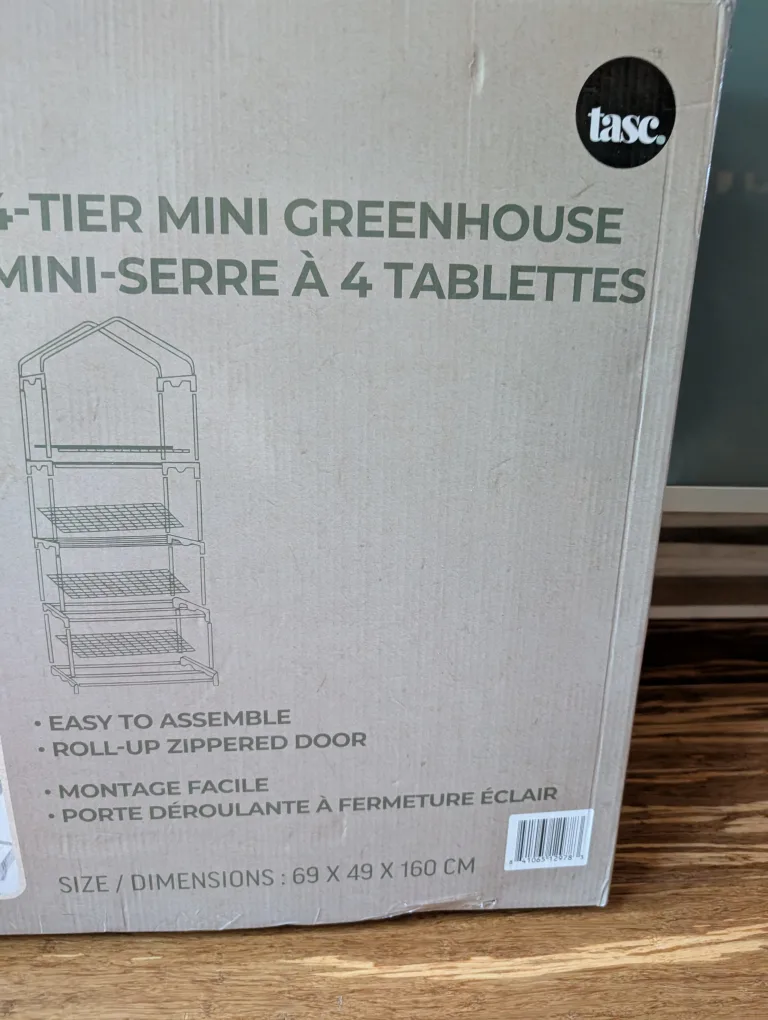 tasc.
4-TIER MINI GREENHOUSE
MINI-SERRE À 4 TABLETTES
• EASY TO ASSEMBLE
• ROLL-UP ZIPPERED DOOR
• MONTAGE FACILE
• PORTE DÉROULANTE À FERMETURE ÉCLAIR
SIZE / DIMENSIONS : 69 X 49 X 160 CM